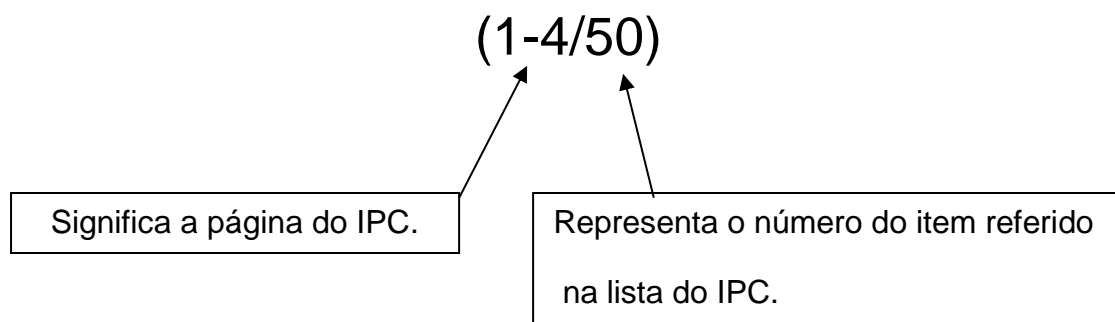 (1-4/50)
Significa a página do IPC.
Representa o número do item referido
na lista do IPC.